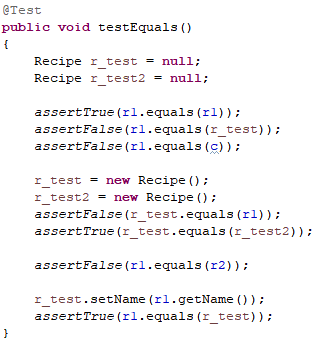 @Test
public void testEquals()
{
    Recipe r_test = null;
    Recipe r_test2 = null;

    assertTrue(r1.equals(r1));
    assertFalse(r1.equals(r_test));
    assertFalse(r1.equals(c));

    r_test = new Recipe();
    r_test2 = new Recipe();
    assertFalse(r_test.equals(r1));
    assertTrue(r_test.equals(r_test2));

    assertFalse(r1.equals(r2));

    r_test.setName(r1.getName());
    assertTrue(r1.equals(r_test));
}